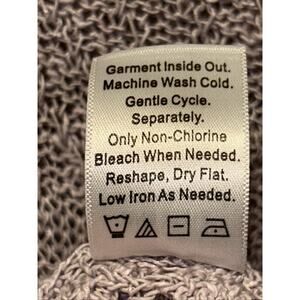 Garment Inside Out.
Machine Wash Cold.
Gentle Cycle.
Separately.
Only Non-Chlorine
Bleach When Needed.
Reshape, Dry Flat.
Low Iron As Needed.